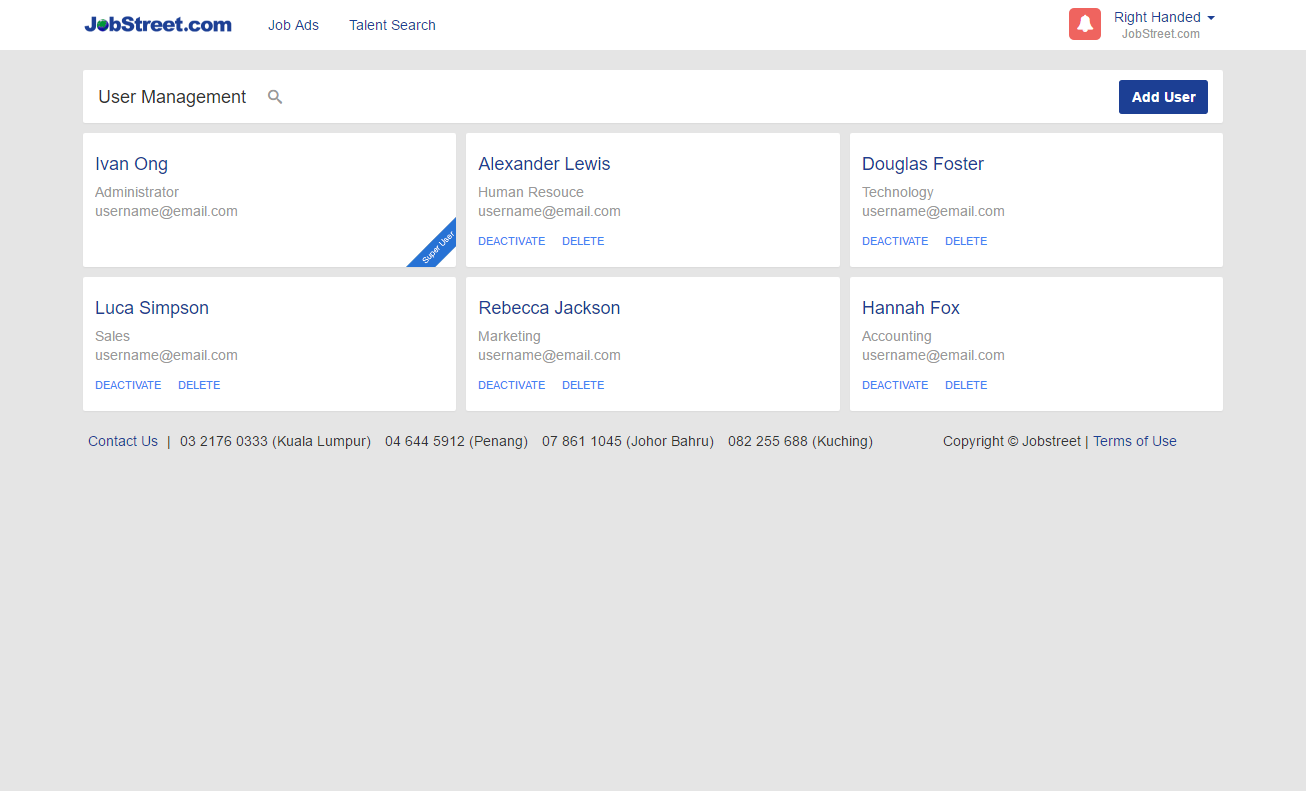 JobStreet.com Job Ads Talent Search Right Handed
JobStreet.com
User Management Add User
Ivan Ong
Administrator
username@email.com
Super User
Alexander Lewis
Human Resouce
username@email.com
DEACTIVATE DELETE
Douglas Foster
Technology
username@email.com
DEACTIVATE DELETE
Luca Simpson
Sales
username@email.com
DEACTIVATE DELETE
Rebecca Jackson
Marketing
username@email.com
DEACTIVATE DELETE
Hannah Fox
Accounting
username@email.com
DEACTIVATE DELETE
Contact Us | 03 2176 0333 (Kuala Lumpur) 04 644 5912 (Penang) 07 861 1045 (Johor Bahru) 082 255 688 (Kuching) Copyright © Jobstreet | Terms of Use